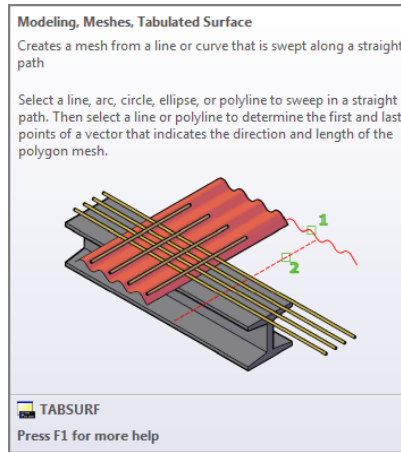 Modeling, Meshes, Tabulated Surface
Creates a mesh from a line or curve that is swept along a straight
path
Select a line, arc, circle, ellipse, or polyline to sweep in a straight
path. Then select a line or polyline to determine the first and last
points of a vector that indicates the direction and length of the
polygon mesh.
1
2
TABSURF
Press F1 for more help